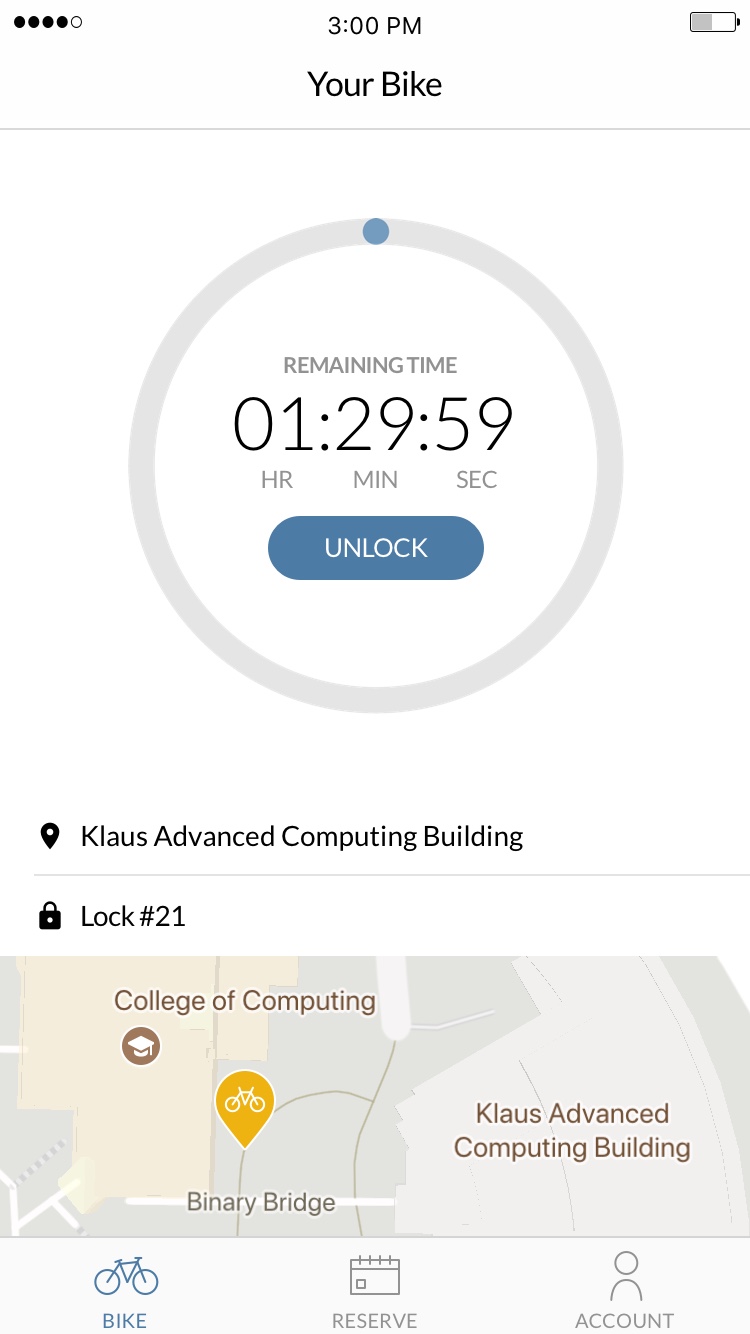 3:00 PM
Your Bike
REMAINING TIME
01:29:59
HR MIN SEC
UNLOCK
Klaus Advanced Computing Building
Lock #21
College of Computing
Klaus Advanced
Computing Building
Binary Bridge
BIKE RESERVE ACCOUNT